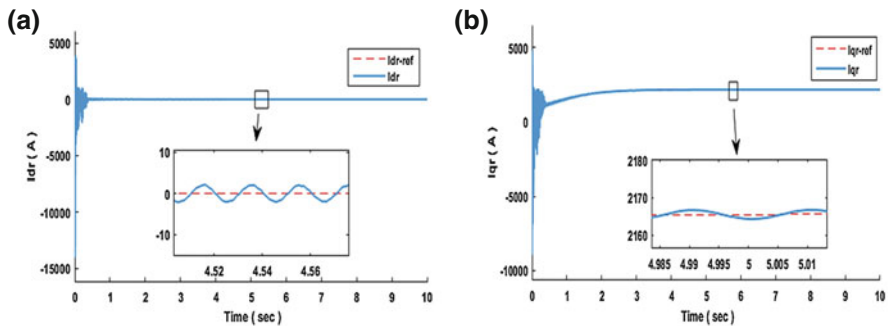 (a)
5000
0
-5000
-10000
-15000
Idr ( A )
Idr-ref
Idr
10
0
-10
4.52 4.54 4.56
0 1 2 3 4 5 6 7 8 9 10
Time ( sec )
(b)
5000
0
-5000
-10000
Iqr ( A )
Iqr-ref
Iqr
2180
2170
2160
4.985 4.99 4.995 5 5.005 5.01
0 1 2 3 4 5 6 7 8 9 10
Time ( sec )